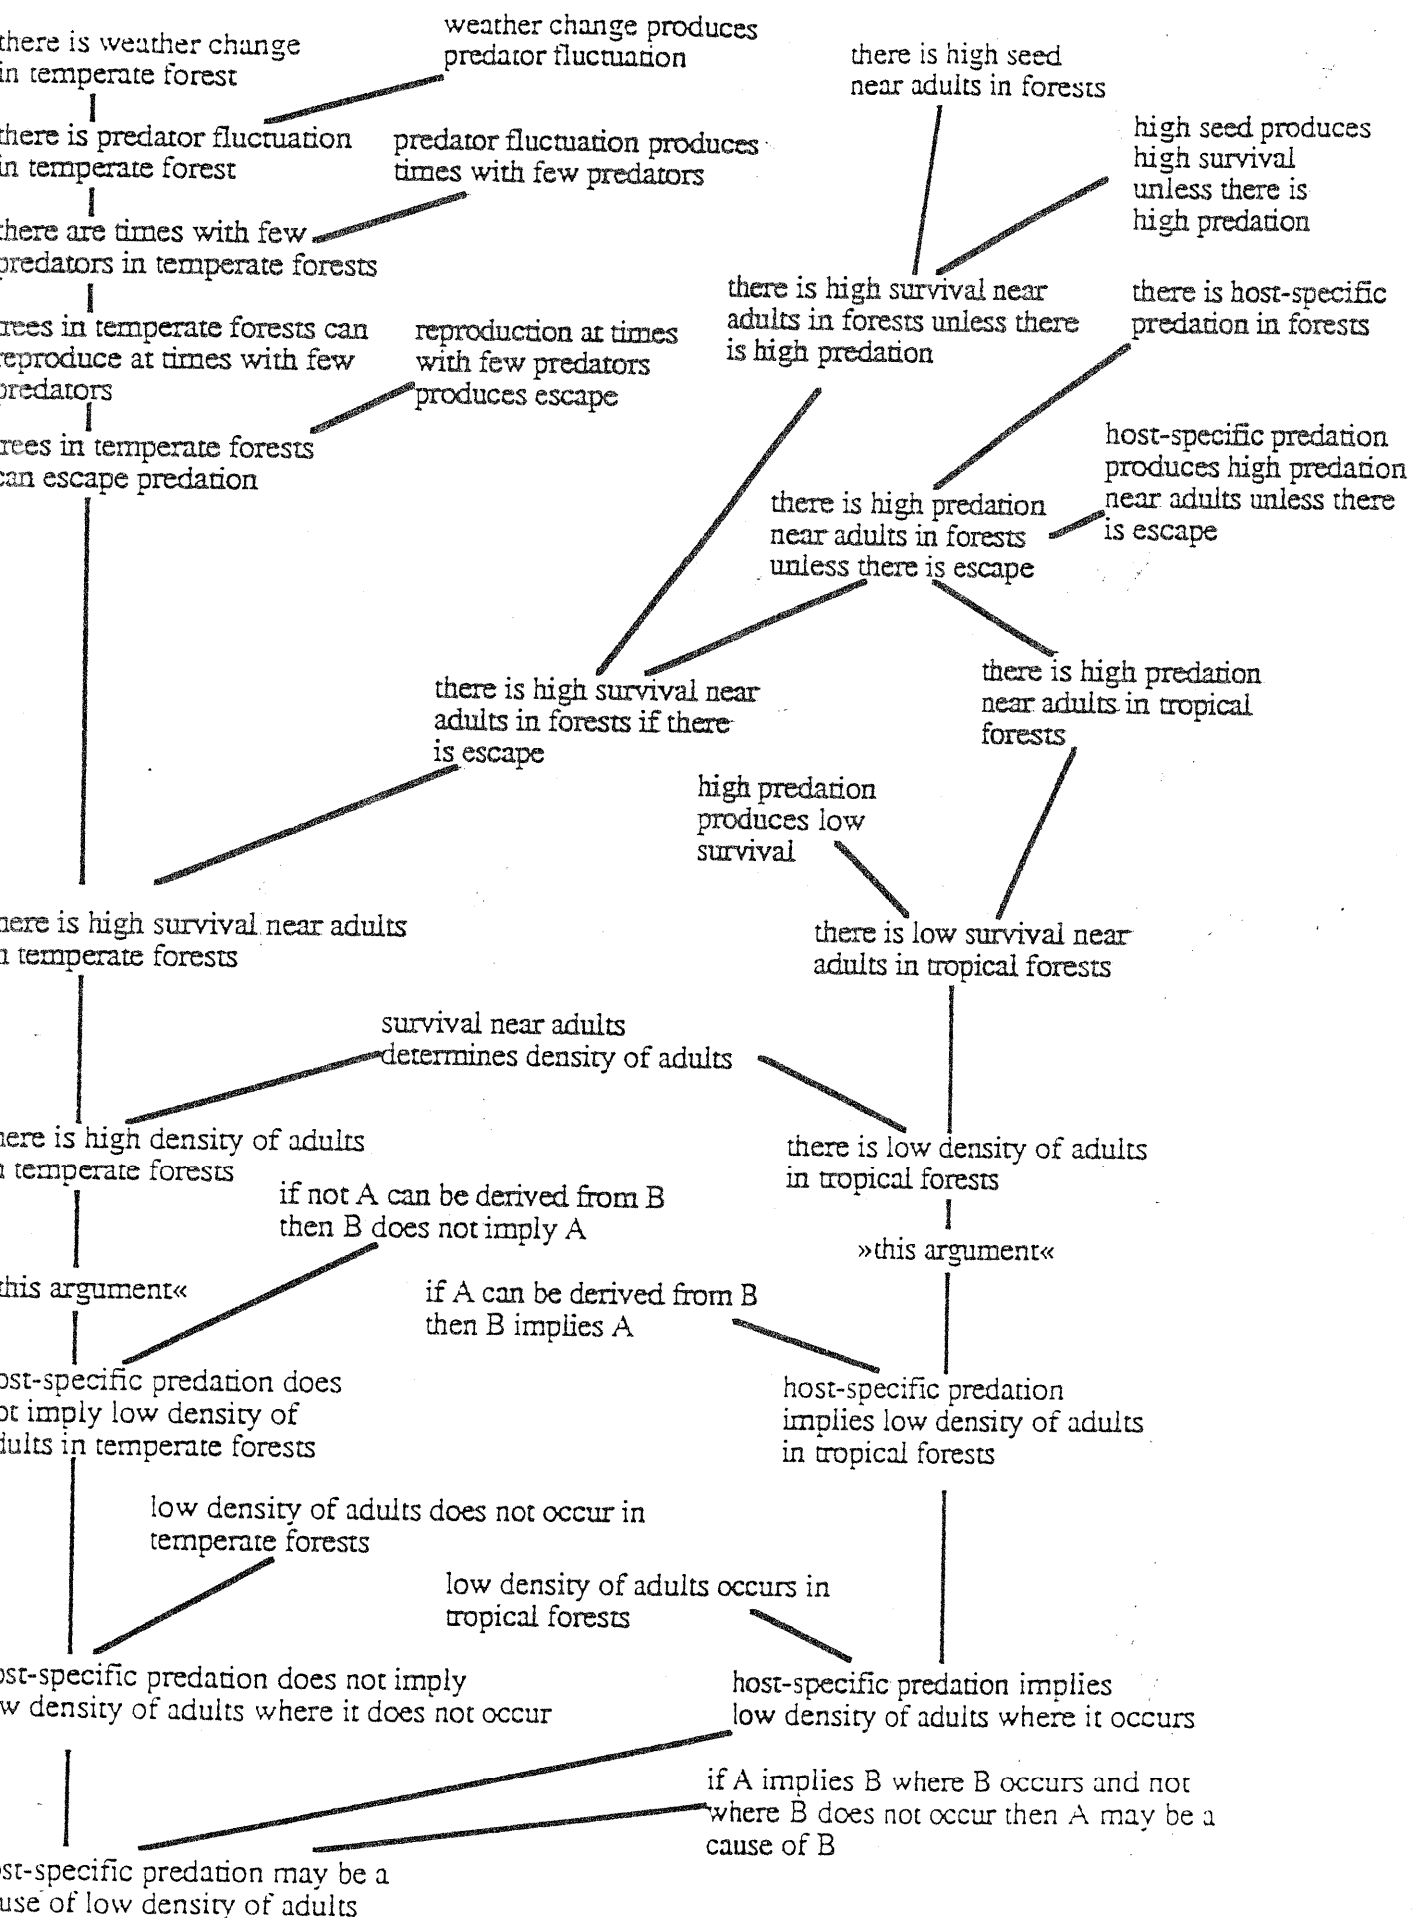 weather change produces
predator fluctuation
there is weather change
in temperate forest
there is high seed
near adults in forests
there is predator fluctuation
in temperate forest
predator fluctuation produces
times with few predators
high seed produces
high survival
unless there is
high predation
there are times with few
predators in temperate forests
there is high survival near
adults in forests unless there
is high predation
there is host-specific
predation in forests
rees in temperate forests can
eproduce at times with few
predators
reproduction at times
with few predators
produces escape
rees in temperate forests
can escape predation
host-specific predation
produces high predation
near adults unless there
is escape
there is high predation
near adults in forests
unless there is escape
there is high survival near
adults in forests if there
is escape
there is high predation
near adults in tropical
forests
high predation
produces low
survival
here is high survival near adults
n temperate forests
there is low survival near
adults in tropical forests
survival near adults
determines density of adults
here is high density of adults
n temperate forests
there is low density of adults
in tropical forests
if not A can be derived from B
then B does not imply A
»this argument«
this argument«
if A can be derived from B
then B implies A
ost-specific predation does
ot imply low density of
dults in temperate forests
host-specific predation
implies low density of adults
in tropical forests
low density of adults does not occur in
temperate forests
low density of adults occurs in
tropical forests
ost-specific predation does not imply
w density of adults where it does not occur
host-specific predation implies
low density of adults where it occurs
if A implies B where B occurs and not
where B does not occur then A may be a
cause of B
ost-specific predation may be a
use of low density of adults